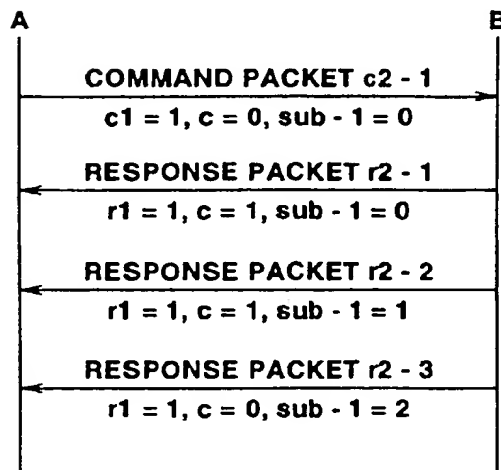 A B
COMMAND PACKET c2 - 1
c1 = 1, c = 0, sub - 1 = 0
RESPONSE PACKET r2 - 1
r1 = 1, c = 1, sub - 1 = 0
RESPONSE PACKET r2 - 2
r1 = 1, c = 1, sub - 1 = 1
RESPONSE PACKET r2 - 3
r1 = 1, c = 0, sub - 1 = 2